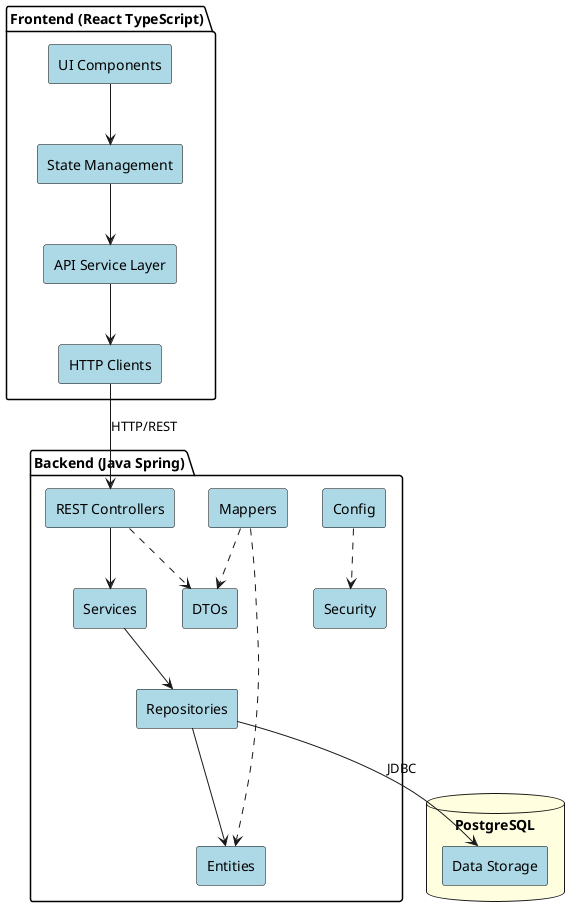 Frontend (React TypeScript)
UI Components
State Management
API Service Layer
HTTP Clients
HTTP/REST
Backend (Java Spring)
REST Controllers
Mappers
Config
Services
DTOs
Security
Repositories
JDBC
PostgreSQL
Entities
Data Storage